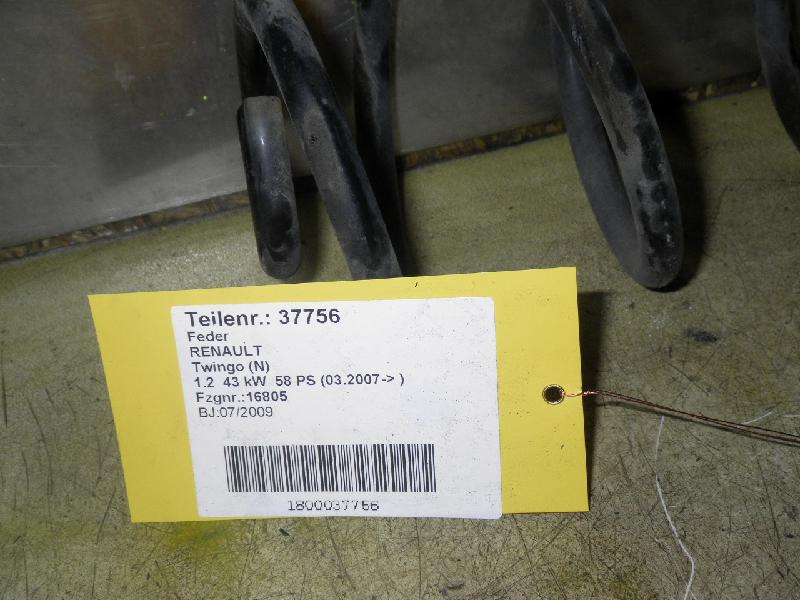 Teilenr.: 37756
Feder
RENAULT
Twingo (N)
1.2 43 kW 58 PS (03.2007-> )
Fzgnr.:16805
BJ:07/2009
1800037756